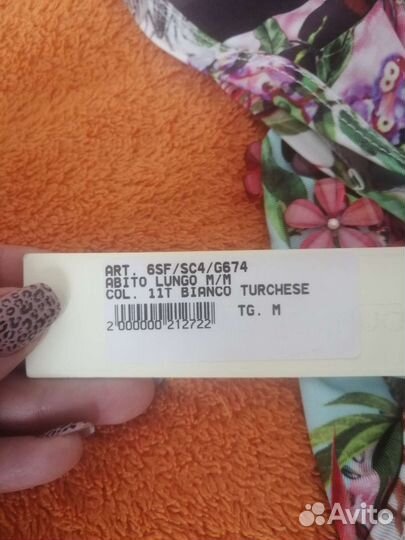 ART. 6SF/SC4/G674
ABITO LUNGO M/M
COL. 11T BIANCO TURCHESE
TG. M
2 000000 212722
Avito